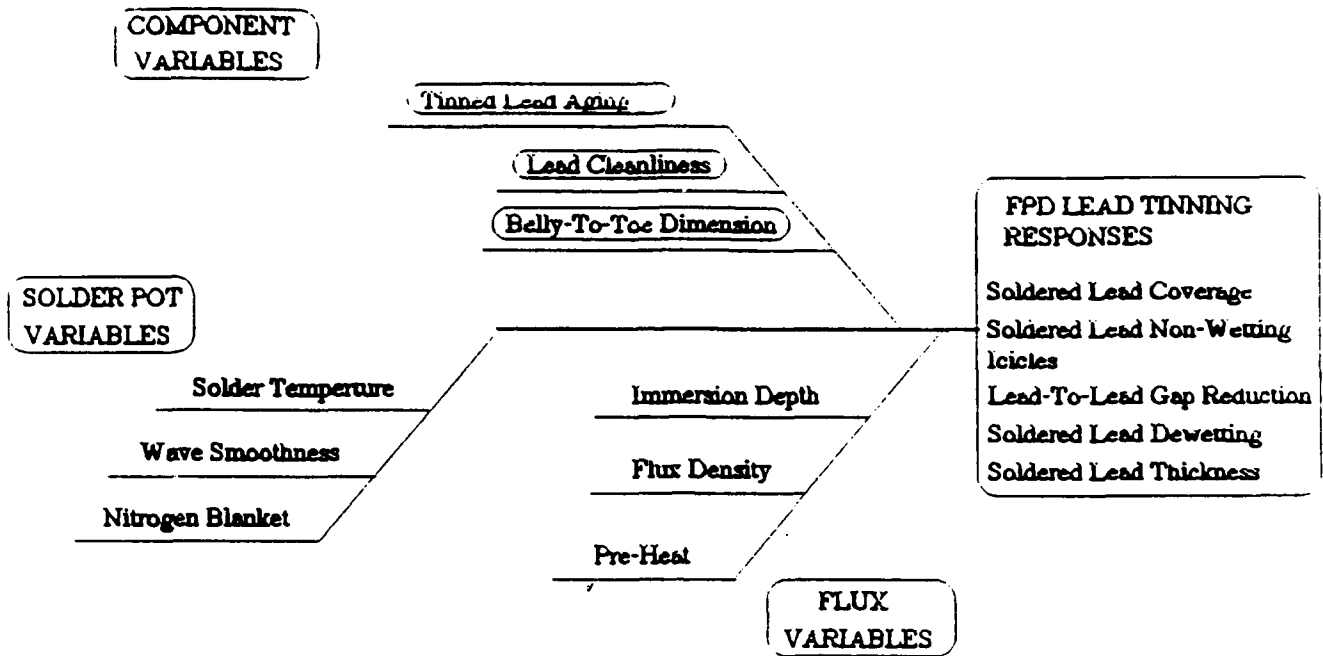 COMPONENT
VARIABLES
Tinned Lead Aging
Lead Cleanliness
Belly-To-Toe Dimension
SOLDER POT
VARIABLES
Solder Temperture
Wave Smoothness
Nitrogen Blanket
Immersion Depth
Flux Density
Pre-Heat
FLUX
VARIABLES
FPD LEAD TINNING
RESPONSES
Soldered Lead Coverage
Soldered Lead Non-Wetting
Icicles
Lead-To-Lead Gap Reduction
Soldered Lead Dewetting
Soldered Lead Thickness